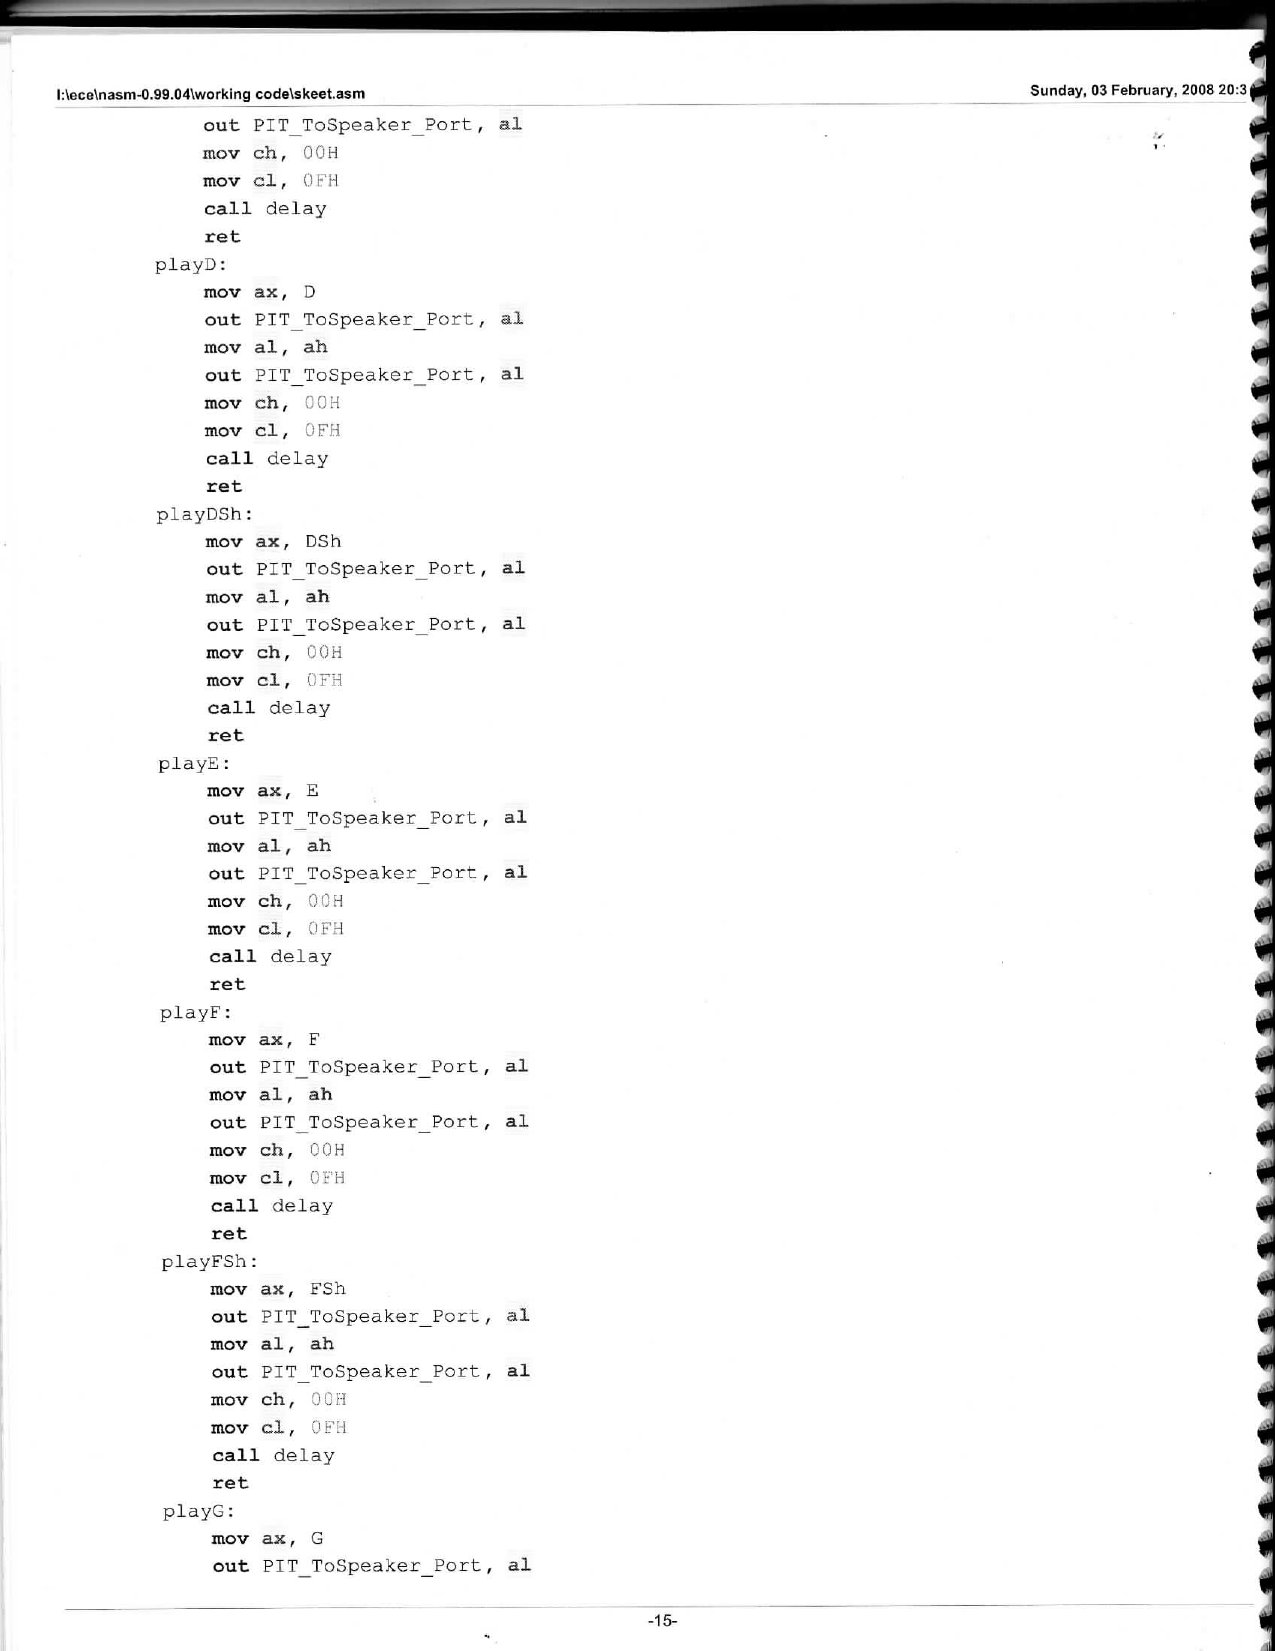 I:\ece\nasm-0.99.04\working code\skeet.asm
Sunday, 03 February, 2008 20:3
out PIT_ToSpeaker_Port, al
mov ch, 00H
mov cl, 0FH
call delay
ret
playD:
mov ax, D
out PIT_ToSpeaker_Port, al
mov al, ah
out PIT_ToSpeaker_Port, al
mov ch, 00H
mov cl, 0FH
call delay
ret
playDSh:
mov ax, DSh
out PIT_ToSpeaker_Port, al
mov al, ah
out PIT_ToSpeaker_Port, al
mov ch, 00H
mov cl, 0FH
call delay
ret
playE:
mov ax, E
out PIT_ToSpeaker_Port, al
mov al, ah
out PIT_ToSpeaker_Port, al
mov ch, 00H
mov cl, 0FH
call delay
ret
playF:
mov ax, F
out PIT_ToSpeaker_Port, al
mov al, ah
out PIT_ToSpeaker_Port, al
mov ch, 00H
mov cl, 0FH
call delay
ret
playFSh:
mov ax, FSh
out PIT_ToSpeaker_Port, al
mov al, ah
out PIT_ToSpeaker_Port, al
mov ch, 00H
mov cl, 0FH
call delay
ret
playG:
mov ax, G
out PIT_ToSpeaker_Port, al
-15-